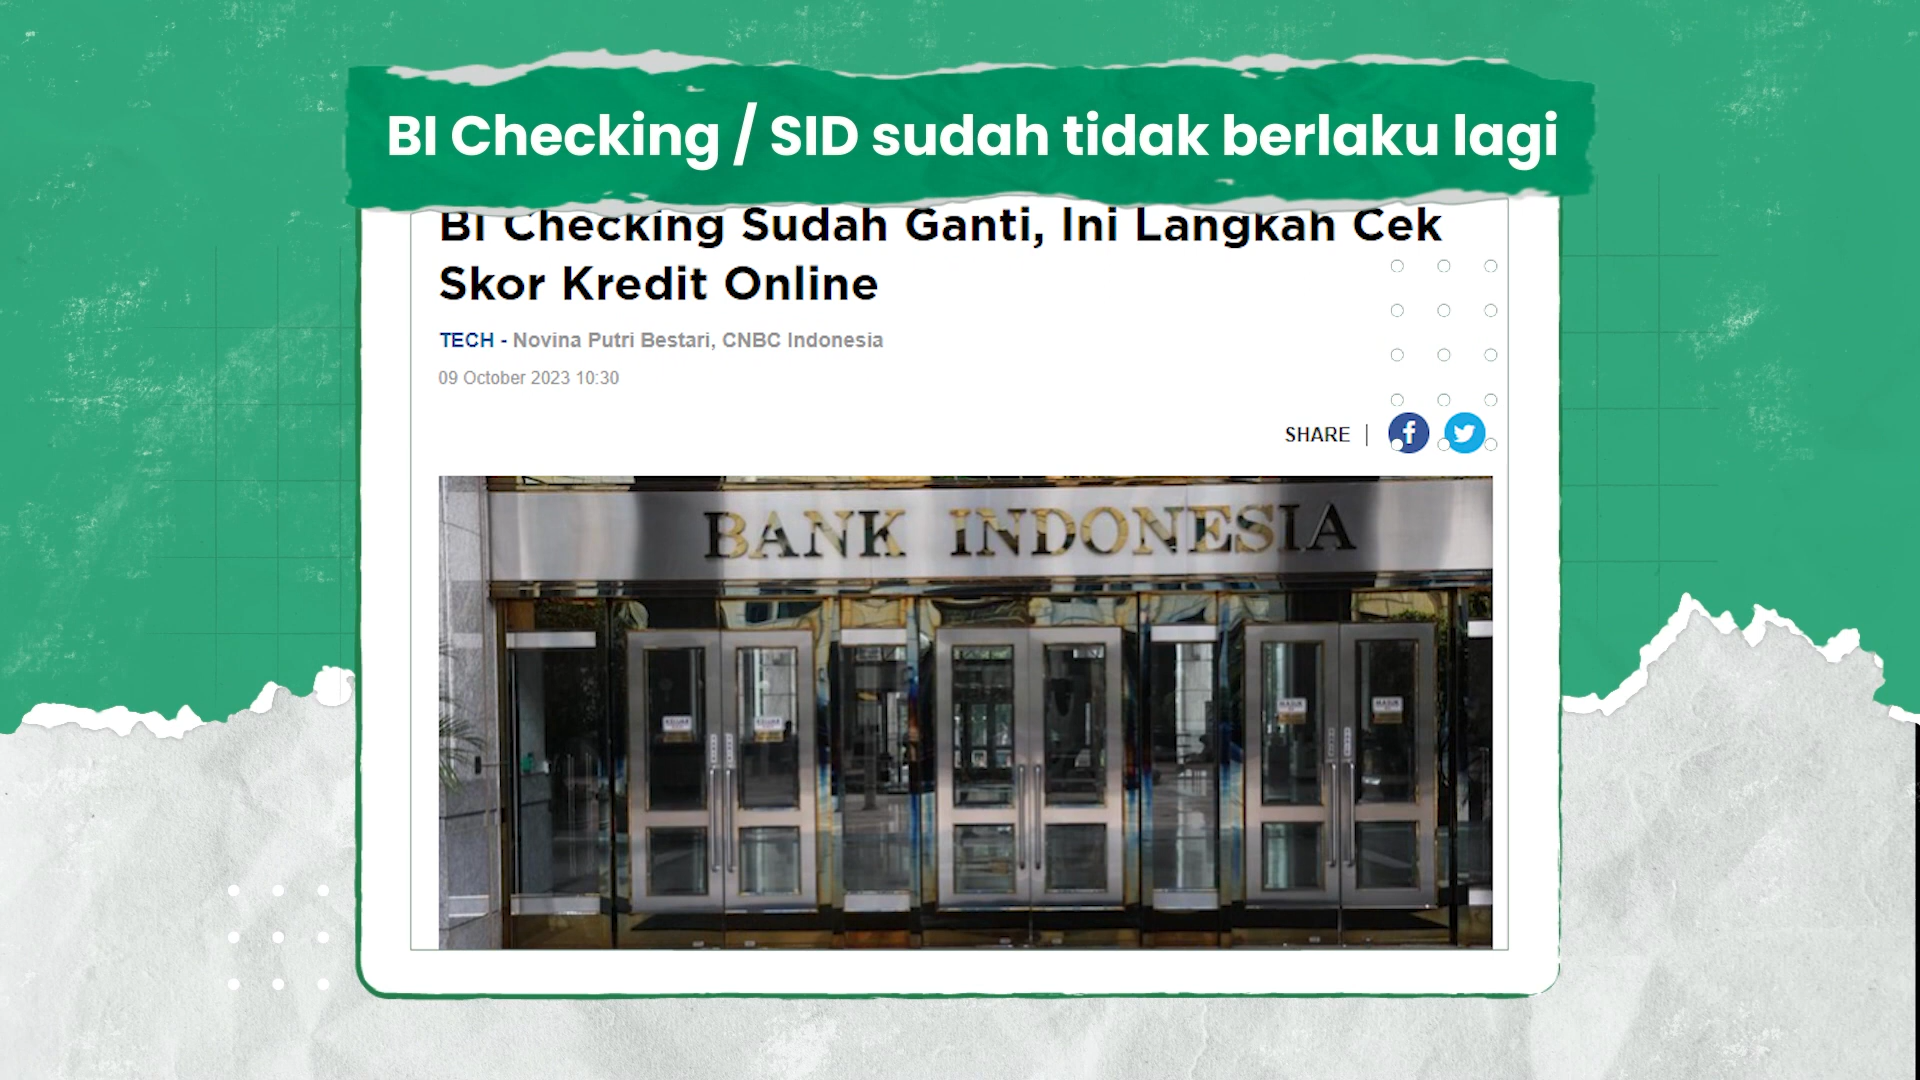 BI Checking / SID sudah tidak berlaku lagi
BI Checking Sudah Ganti, Ini Langkah Cek
Skor Kredit Online
TECH - Novina Putri Bestari, CNBC Indonesia
09 October 2023 10:30
SHARE |
BANK INDONESIA